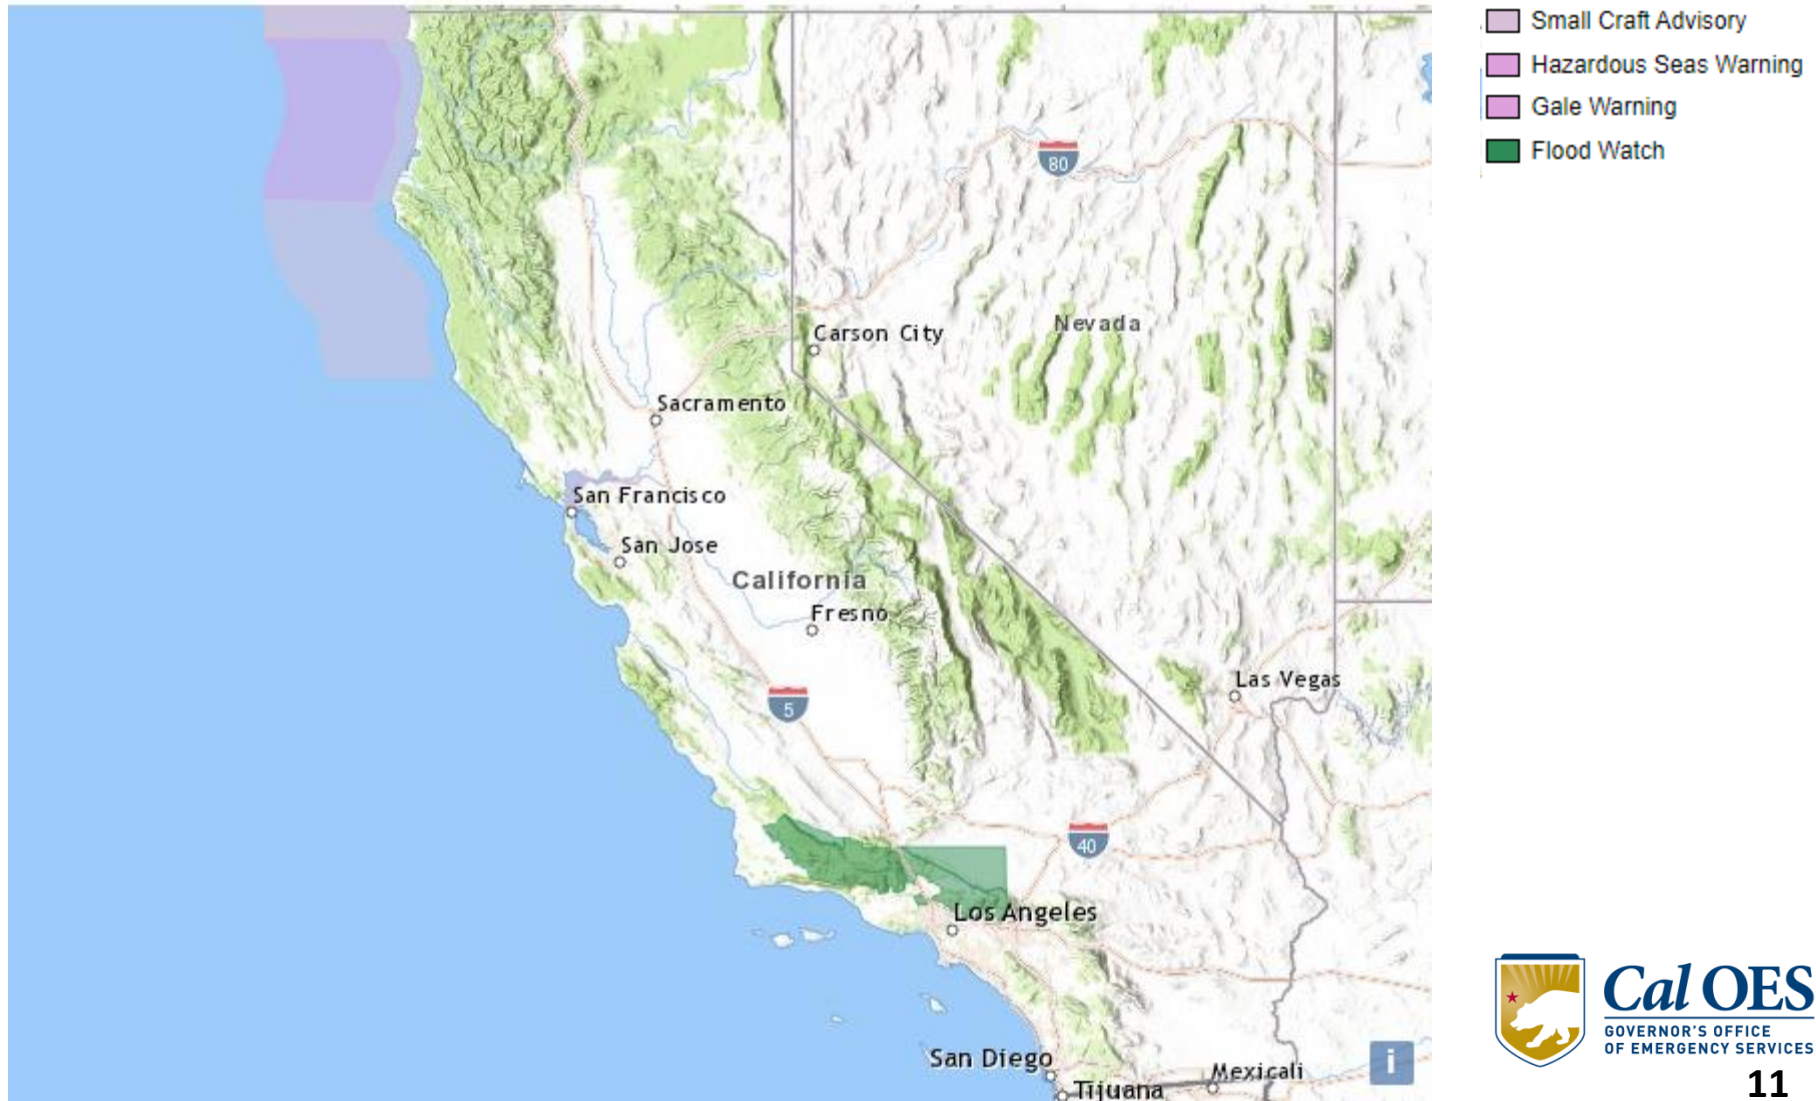 Small Craft Advisory
Hazardous Seas Warning
Gale Warning
Flood Watch
80
Carson City
Nevada
Sacramento
San Francisco
San Jose
California
Fresno
Las Vegas
5
40
Los Angeles
San Diego
Tijuana
Mexicali
i
Cal OES
GOVERNOR'S OFFICE
OF EMERGENCY SERVICES
11